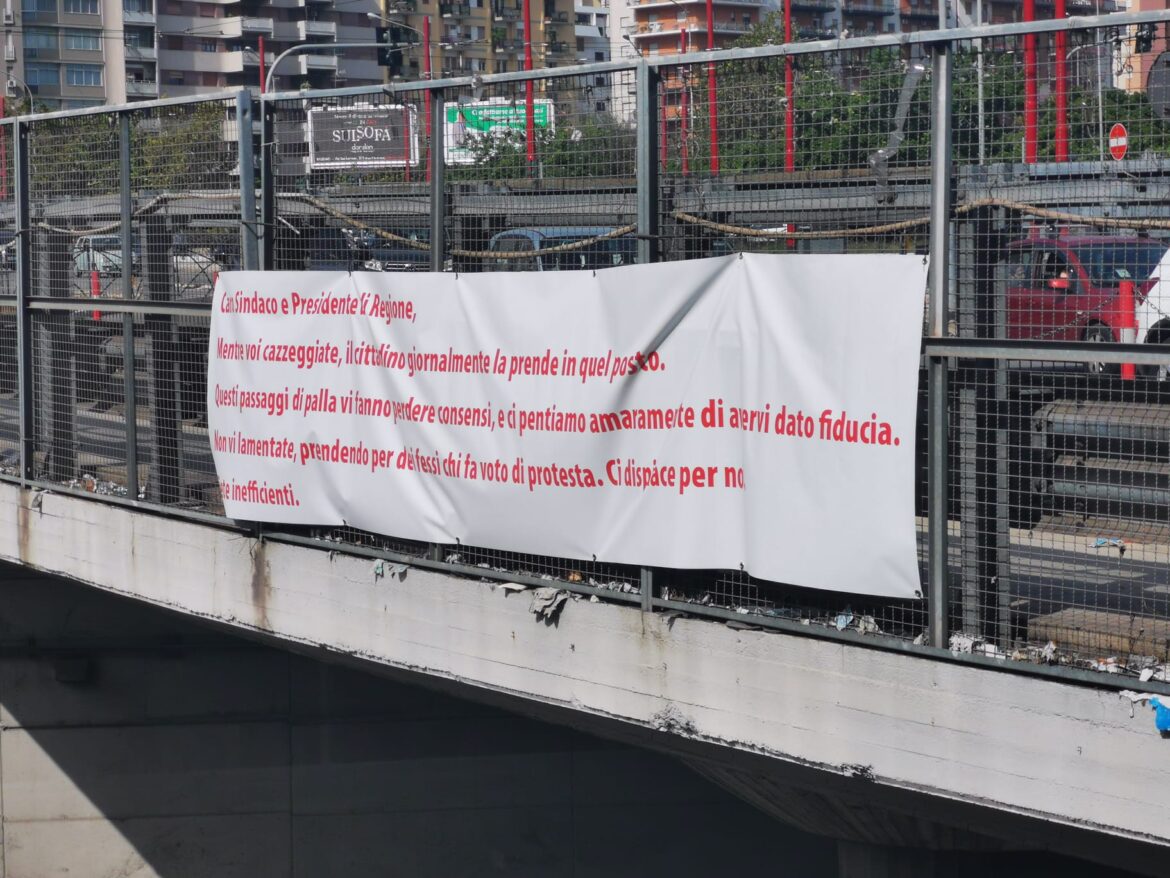 SUISOFA
Cari Sindaco e Presidente di Regione,
Mentre voi cazzeggiate, il cittadino giornalmente la prende in quel posto.
Questi passaggi di palla vi fanno perdere consensi, e ci pentiamo amaramente di avervi dato fiducia.
Non vi lamentate, prendendo per dei fessi chi fa voto di protesta. Ci dispiace per no
te inefficienti.